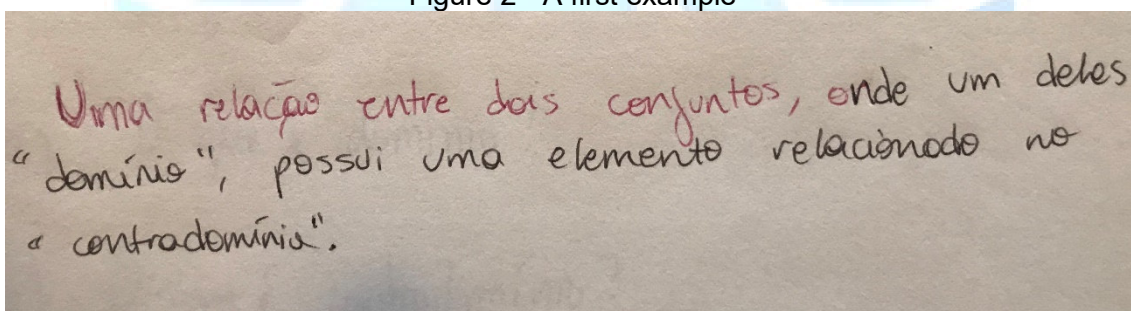 Figure 2 - A first example
Uma relação entre dois conjuntos, onde um deles
"domínio", possui uma elemento relacionado no
"contradomínio".